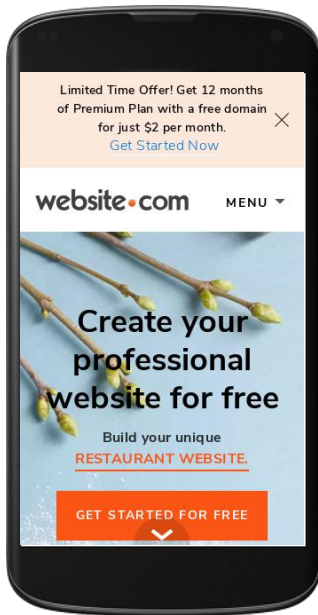 Limited Time Offer! Get 12 months
of Premium Plan with a free domain
for just $2 per month.
Get Started Now
website.com
MENU
Create your
professional
website for free
Build your unique
RESTAURANT WEBSITE.
GET STARTED FOR FREE